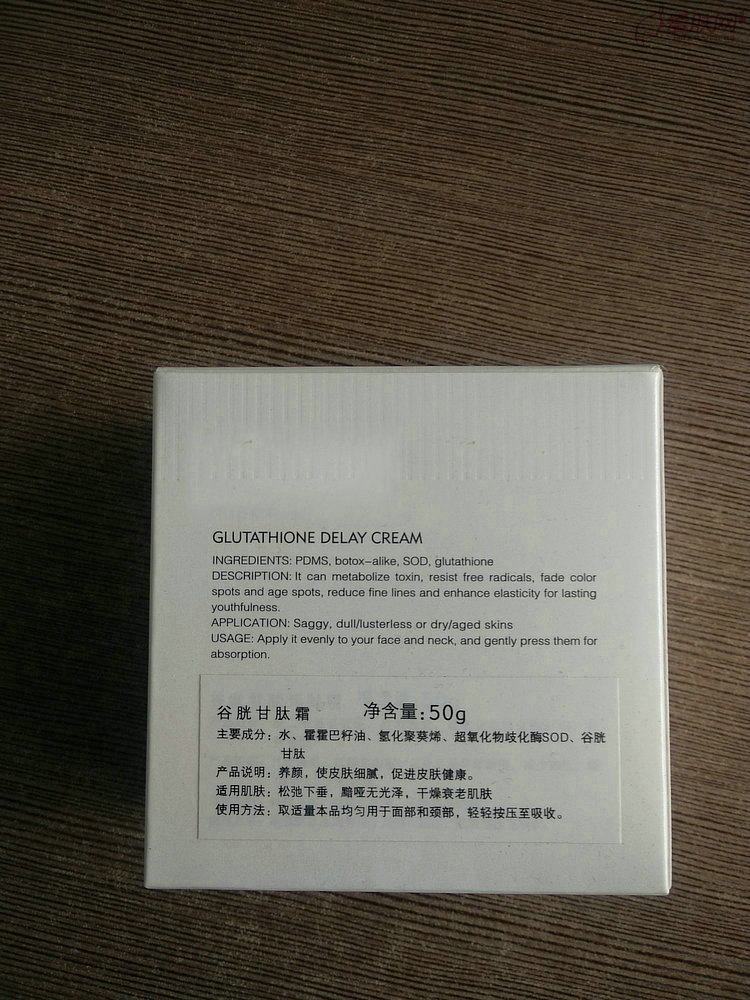 GLUTATHIONE DELAY CREAM
INGREDIENTS: PDMS, botox-alike, SOD, glutathione
DESCRIPTION: It can metabolize toxin, resist free radicals, fade color
spots and age spots, reduce fine lines and enhance elasticity for lasting
youthfulness.
APPLICATION: Saggy, dull/lusterless or dry/aged skins
USAGE: Apply it evenly to your face and neck, and gently press them for
absorption.
谷胱甘肽霜 净含量:50g
主要成分：水、霍霍巴籽油、氢化聚葵烯、超氧化物歧化酶SOD、谷胱
甘肽
产品说明：养颜，使皮肤细腻，促进皮肤健康。
适用肌肤：松弛下垂，黯哑无光泽，干燥衰老肌肤
使用方法：取适量本品均匀用于面部和颈部，轻轻按压至吸收。